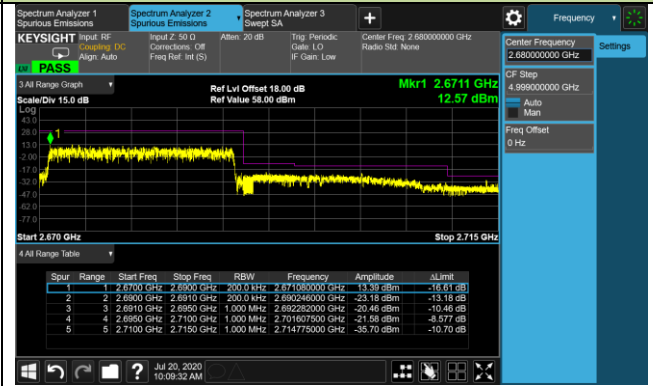 Spectrum Analyzer 1
Spurious Emissions
Spectrum Analyzer 2
Spurious Emissions
Spectrum Analyzer 3
Swept SA
Frequency
KEYSIGHT
Input: RF
Coupling: DC
Align: Auto
Input Z: 50 Ω
Corrections: Off
Freq Ref: Int (S)
Atten: 20 dB
Trig: Periodic
Gate: LO
IF Gain: Low
Center Freq: 2.680000000 GHz
Radio Std: None
PASS
3 All Range Graph
Ref Lvl Offset 18.00 dB
Mkr1 2.6711 GHz
Scale/Div 15.0 dB
Ref Value 58.00 dBm
12.57 dBm
Log
43.0
28.0
1
13.0
-2.00
-17.0
-32.0
-47.0
-62.0
-77.0
Start 2.670 GHz
Stop 2.715 GHz
4 All Range Table
Spur Range Start Freq Stop Freq RBW Frequency Amplitude ΔLimit
1 1 2.6700 GHz 2.6900 GHz 200.0 kHz 2.671080000 GHz 13.39 dBm -16.61 dB
2 2 2.6900 GHz 2.6910 GHz 200.0 kHz 2.690246000 GHz -23.18 dBm -13.18 dB
3 3 2.6910 GHz 2.6950 GHz 1.000 MHz 2.692282000 GHz -20.46 dBm -10.46 dB
4 4 2.6950 GHz 2.7100 GHz 1.000 MHz 2.701607500 GHz -21.58 dBm -8.577 dB
5 5 2.7100 GHz 2.7150 GHz 1.000 MHz 2.714775000 GHz -35.70 dBm -10.70 dB
Center Frequency
2.680000000 GHz
Settings
CF Step
4.999000000 GHz
Auto
Man
Freq Offset
0 Hz
Jul 20, 2020
10:09:32 AM